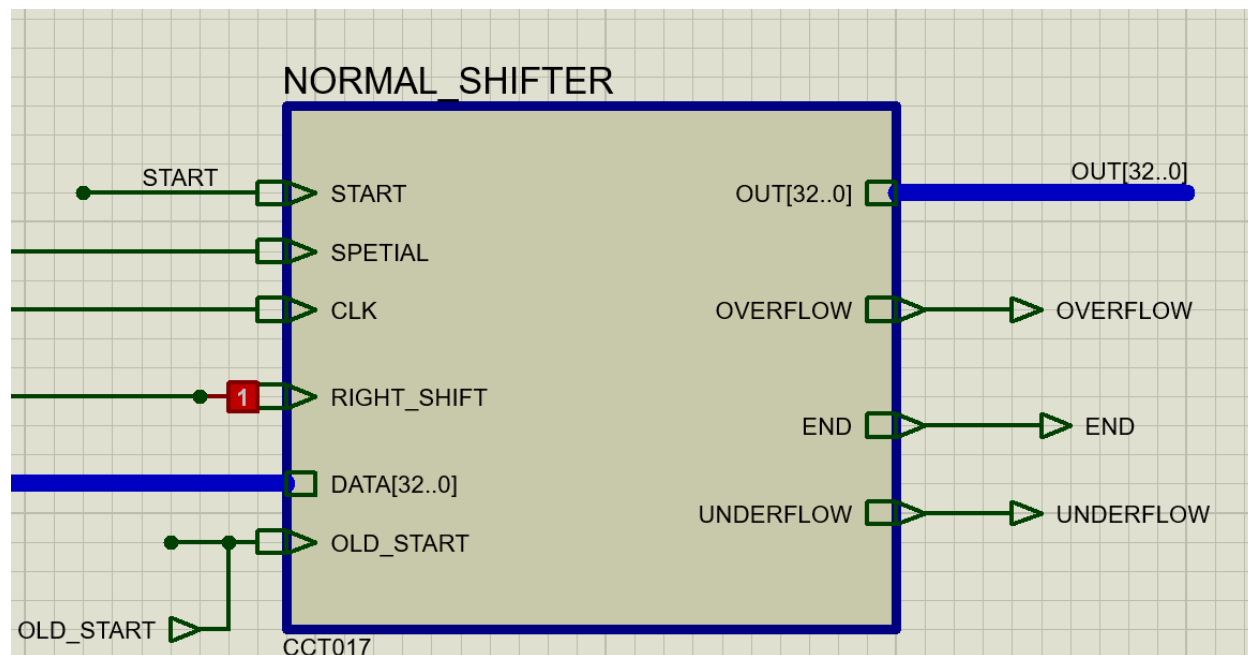 NORMAL_SHIFTER
START
START
OUT[32..0]
OUT[32..0]
SPETIAL
CLK
OVERFLOW
OVERFLOW
1
RIGHT_SHIFT
END
END
DATA[32..0]
UNDERFLOW
UNDERFLOW
OLD_START
OLD_START
CCT017